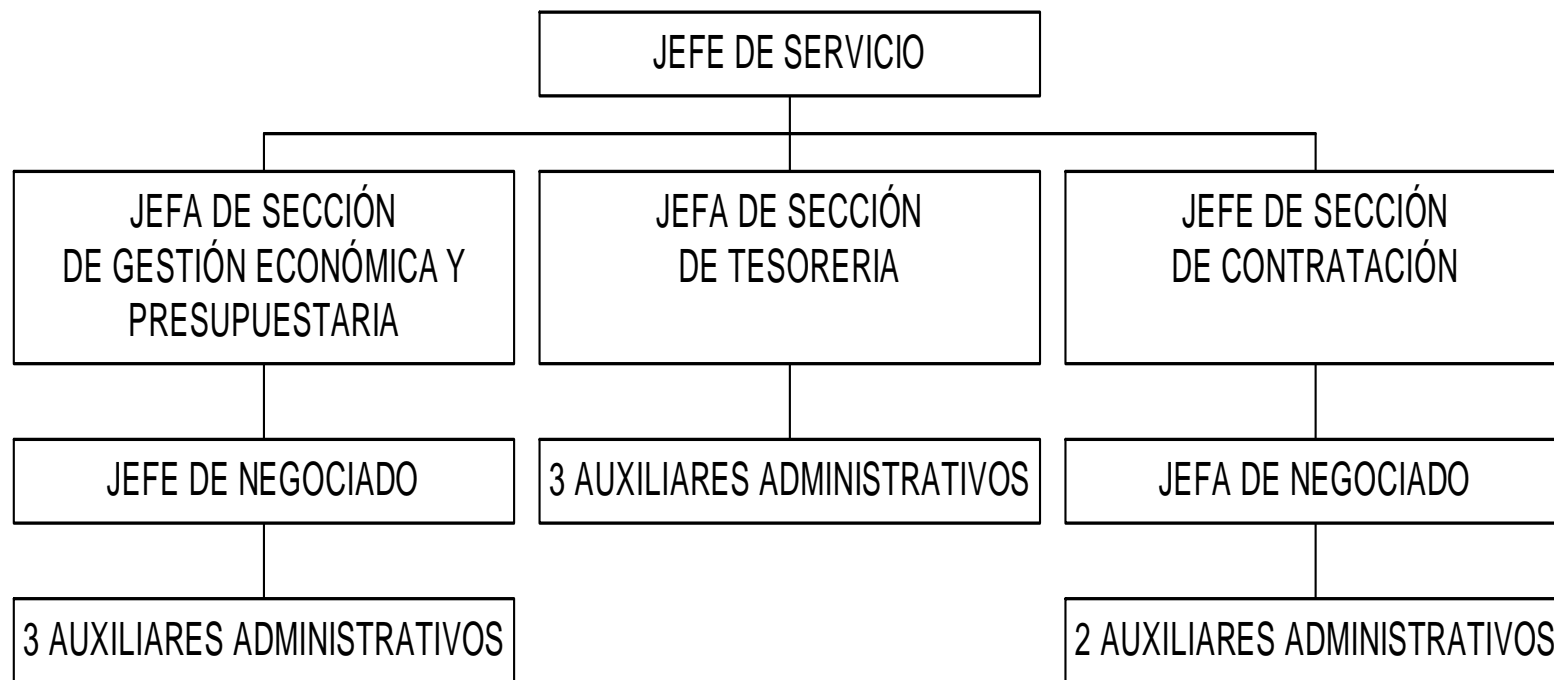 JEFE DE SERVICIO
JEFA DE SECCIÓN
DE GESTIÓN ECONÓMICA Y
PRESUPUESTARIA
JEFA DE SECCIÓN
DE TESORERIA
JEFE DE SECCIÓN
DE CONTRATACIÓN
JEFE DE NEGOCIADO
3 AUXILIARES ADMINISTRATIVOS
JEFA DE NEGOCIADO
3 AUXILIARES ADMINISTRATIVOS
2 AUXILIARES ADMINISTRATIVOS